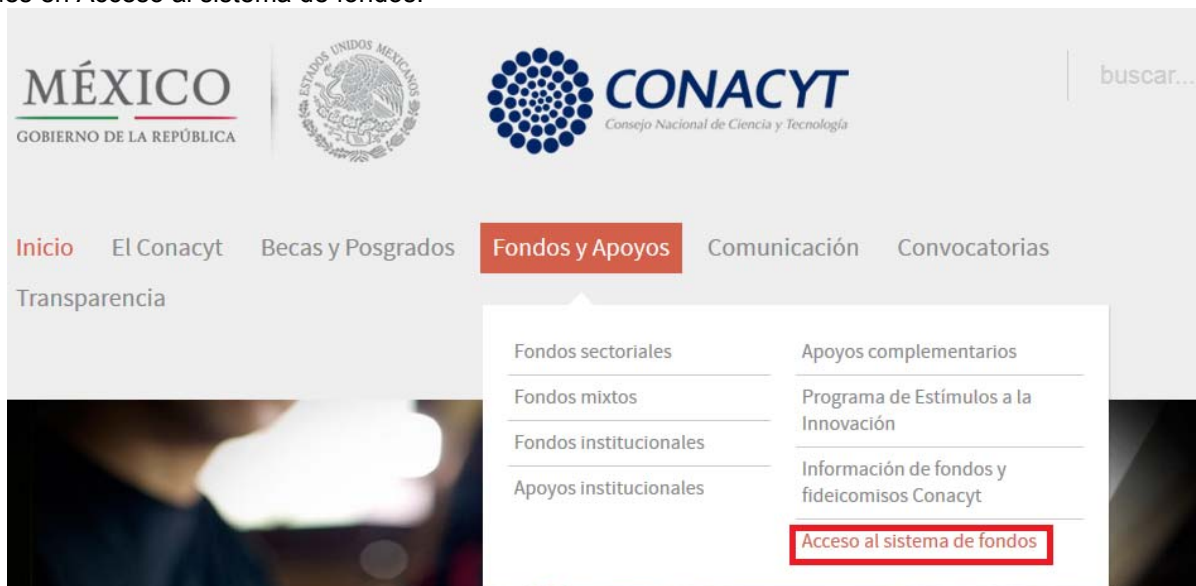 en Acceso al sistema de fondos.
MÉXICO
GOBIERNO DE LA REPÚBLICA
ESTADOS UNIDOS MEXICANOS
CONACYT
Consejo Nacional de Ciencia y Tecnología
buscar...
Inicio El Conacyt Becas y Posgrados Fondos y Apoyos Comunicación Convocatorias
Transparencia
Fondos sectoriales
Fondos mixtos
Fondos institucionales
Apoyos institucionales
Apoyos complementarios
Programa de Estímulos a la
Innovación
Información de fondos y
fideicomisos Conacyt
Acceso al sistema de fondos